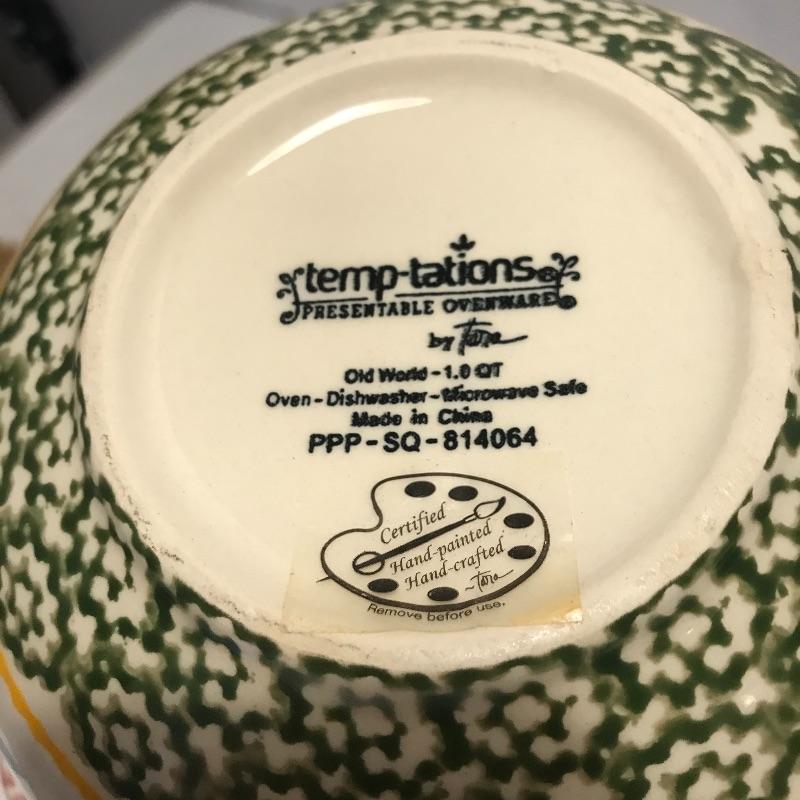 temp-tations®
PRESENTABLE OVENWARE®
by Tara
Old World - 1.0 QT
Oven - Dishwasher - Microwave Safe
Made in China
PPP - SQ - 814064
Certified
Hand-painted
Hand-crafted
~Tara
Remove before use.